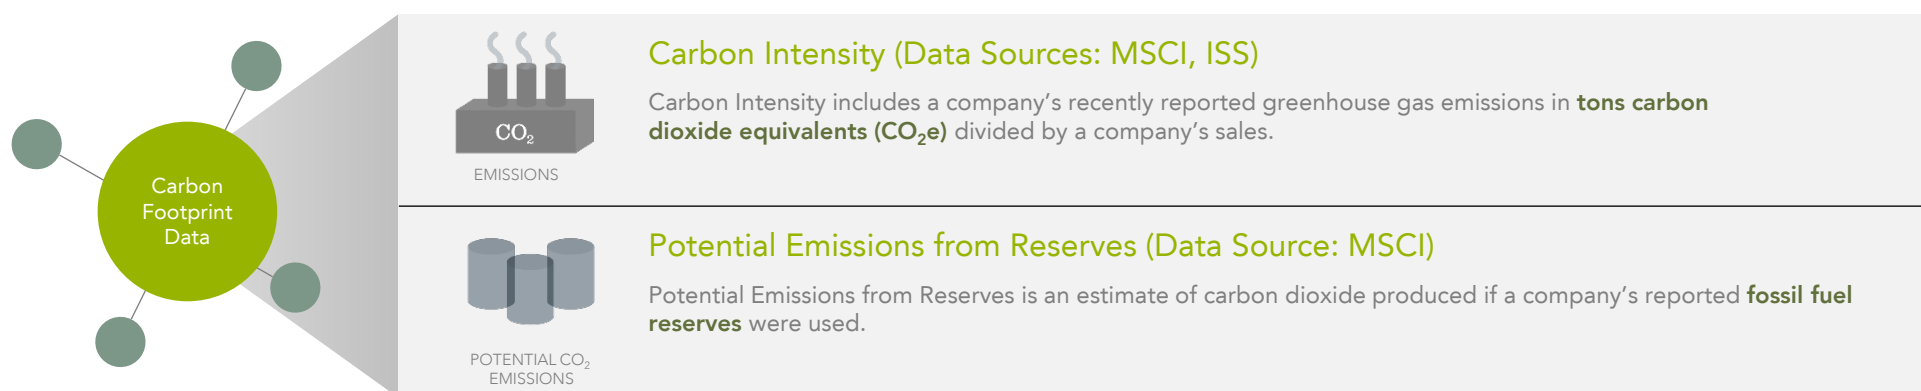 Carbon
Footprint
Data
CO₂
EMISSIONS
Carbon Intensity (Data Sources: MSCI, ISS)
Carbon Intensity includes a company’s recently reported greenhouse gas emissions in tons carbon
dioxide equivalents (CO₂e) divided by a company’s sales.
POTENTIAL CO₂
EMISSIONS
Potential Emissions from Reserves (Data Source: MSCI)
Potential Emissions from Reserves is an estimate of carbon dioxide produced if a company’s reported fossil fuel
reserves were used.